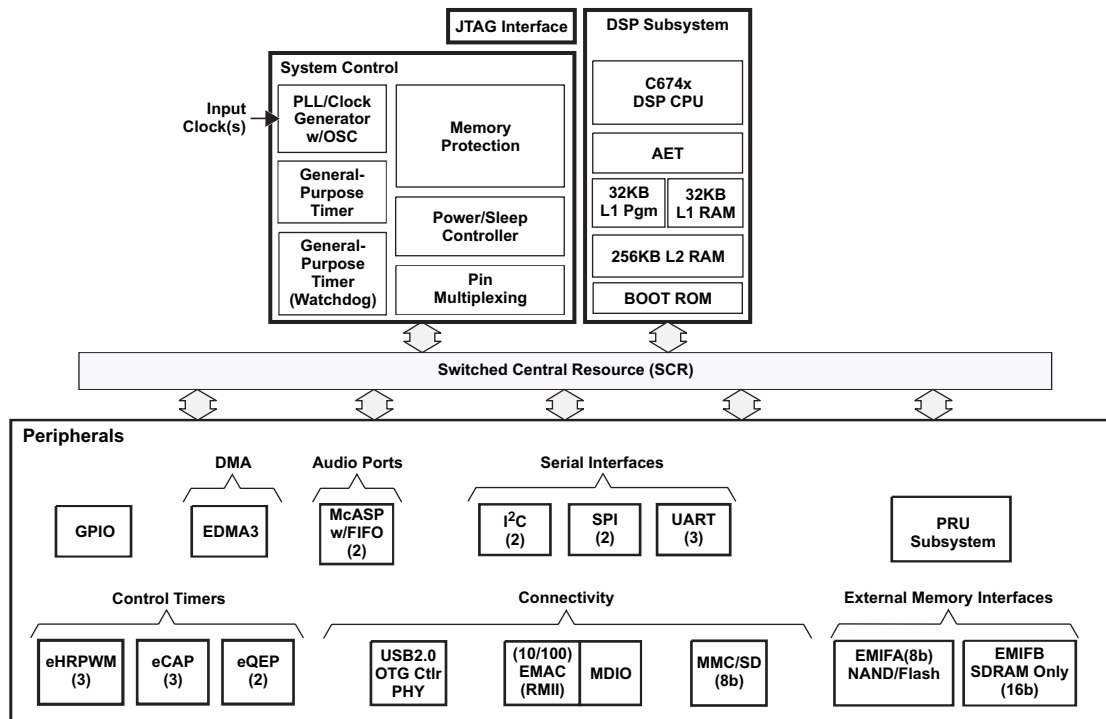 JTAG Interface
DSP Subsystem
System Control
Input
Clock(s)
PLL/Clock
Generator
w/OSC
General-
Purpose
Timer
General-
Purpose
Timer
(Watchdog)
Memory
Protection
Power/Sleep
Controller
Pin
Multiplexing
C674x
DSP CPU
AET
32KB
L1 Pgm
32KB
L1 RAM
256KB L2 RAM
BOOT ROM
Switched Central Resource (SCR)
Peripherals
DMA
Audio Ports
Serial Interfaces
GPIO
EDMA3
McASP
w/FIFO
(2)
I²C
(2)
SPI
(2)
UART
(3)
PRU
Subsystem
Control Timers
Connectivity
External Memory Interfaces
eHRPWM
(3)
eCAP
(3)
eQEP
(2)
USB2.0
OTG Ctlr
PHY
(10/100)
EMAC
(RMII)
MDIO
MMC/SD
(8b)
EMIFA(8b)
NAND/Flash
EMIFB
SDRAM Only
(16b)